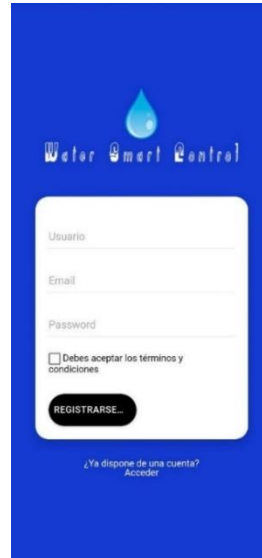 Water Smart Control
Usuario
Email
Password
Debes aceptar los términos y
condiciones
REGISTRARSE...
¿Ya dispone de una cuenta?
Acceder